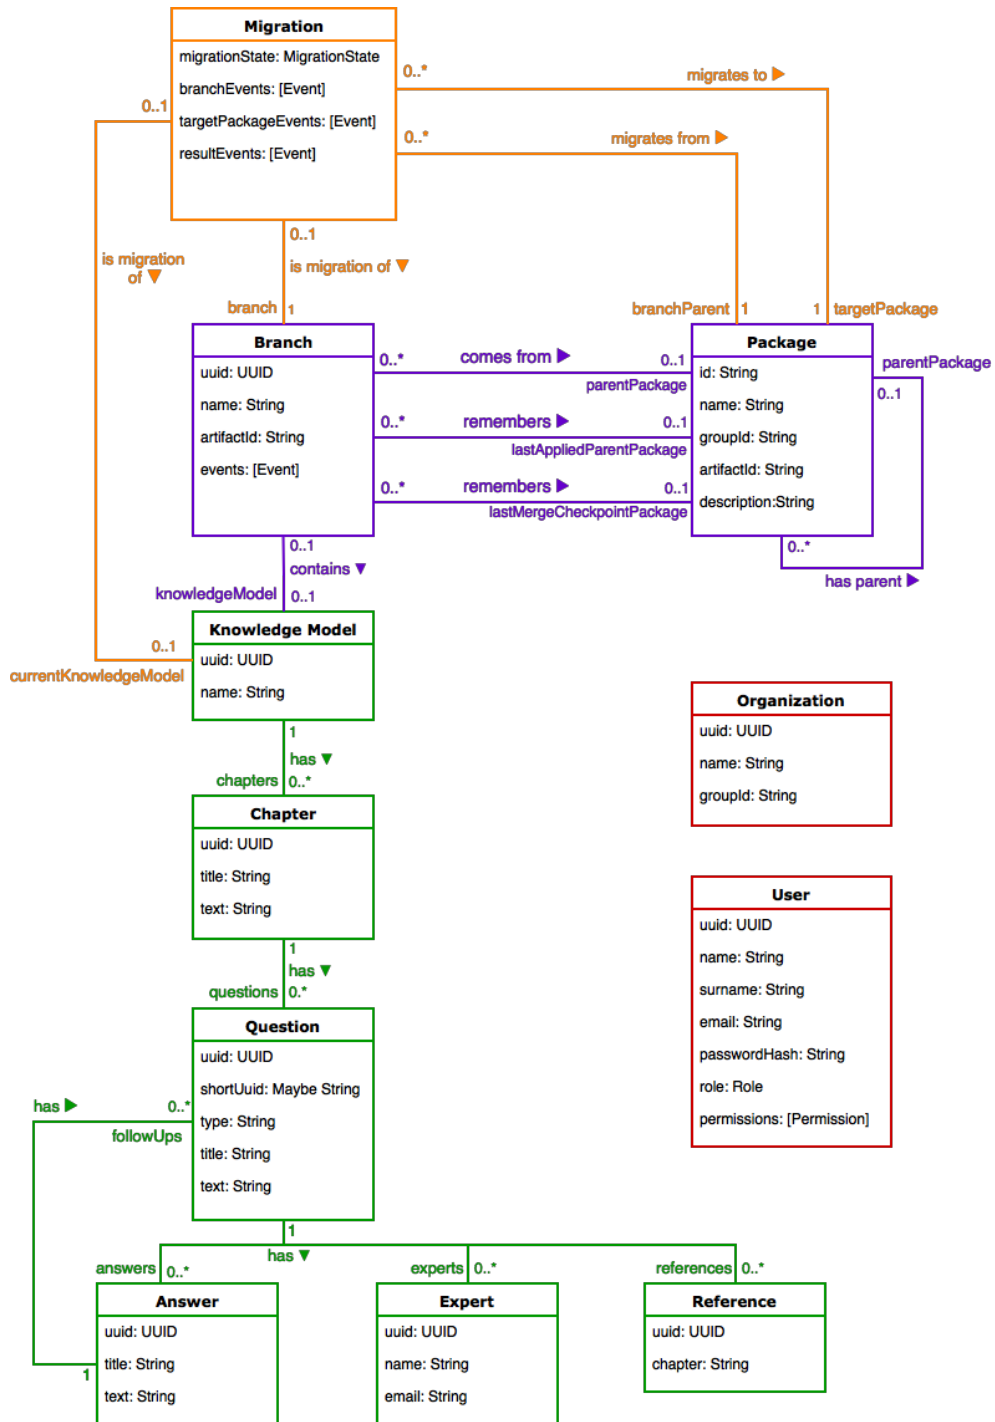 Migration
migrationState: MigrationState
branchEvents: [Event]
targetPackageEvents: [Event]
resultEvents: [Event]
0..*
migrates to ▶
0..*
migrates from ▶
0..1
is migration
of ▼
0..1
is migration of ▼
branch
1
branchParent
1
1
targetPackage
Branch
uuid: UUID
name: String
artifactId: String
events: [Event]
0..*
comes from ▶
0..1
parentPackage
0..*
remembers ▶
0..1
lastAppliedParentPackage
0..*
remembers ▶
0..1
lastMergeCheckpointPackage
Package
id: String
name: String
groupId: String
artifactId: String
description:String
parentPackage
0..1
0..*
has parent ▶
0..1
contains ▼
knowledgeModel
0..1
Knowledge Model
uuid: UUID
name: String
0..1
currentKnowledgeModel
1
has ▼
chapters
0..*
Chapter
uuid: UUID
title: String
text: String
1
has ▼
questions
0.*
Question
uuid: UUID
shortUuid: Maybe String
type: String
title: String
text: String
has ▶
0..*
followUps
1
has ▼
answers
0..*
experts
0..*
references
0..*
Answer
uuid: UUID
title: String
text: String
1
Expert
uuid: UUID
name: String
email: String
Reference
uuid: UUID
chapter: String
Organization
uuid: UUID
name: String
groupId: String
User
uuid: UUID
name: String
surname: String
email: String
passwordHash: String
role: Role
permissions: [Permission]